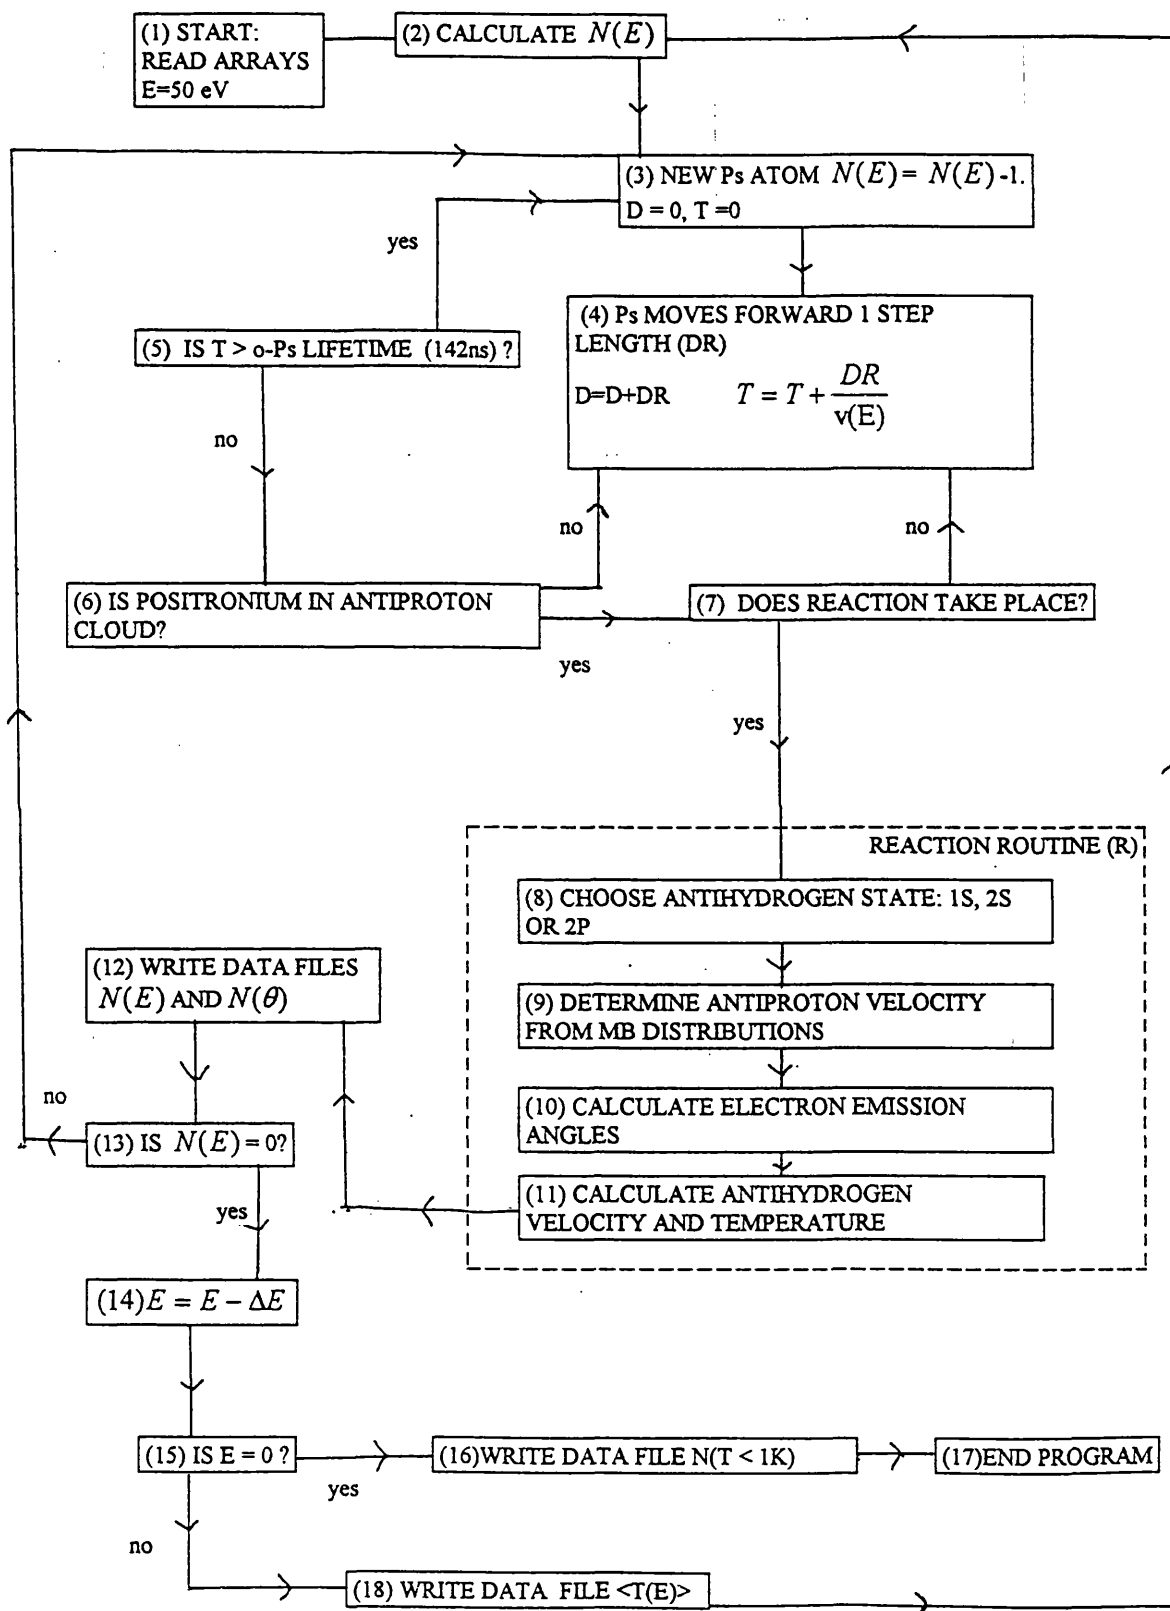 (1) START:
READ ARRAYS
E=50 eV
(2) CALCULATE N(E)
(3) NEW Ps ATOM N(E) = N(E) -1.
D = 0, T =0
yes
(4) Ps MOVES FORWARD 1 STEP
LENGTH (DR)
D=D+DR T = T + DR / v(E)
(5) IS T > o-Ps LIFETIME (142ns) ?
no
no
no
(6) IS POSITRONIUM IN ANTIPROTON
CLOUD?
(7) DOES REACTION TAKE PLACE?
yes
yes
REACTION ROUTINE (R)
(8) CHOOSE ANTIHYDROGEN STATE: 1S, 2S
OR 2P
(9) DETERMINE ANTIPROTON VELOCITY
FROM MB DISTRIBUTIONS
(10) CALCULATE ELECTRON EMISSION
ANGLES
(11) CALCULATE ANTIHYDROGEN
VELOCITY AND TEMPERATURE
(12) WRITE DATA FILES
N(E) AND N(θ)
no
(13) IS N(E) = 0?
yes
(14) E = E − ΔE
(15) IS E = 0 ?
yes
(16)WRITE DATA FILE N(T < 1K)
(17)END PROGRAM
no
(18) WRITE DATA FILE <T(E)>